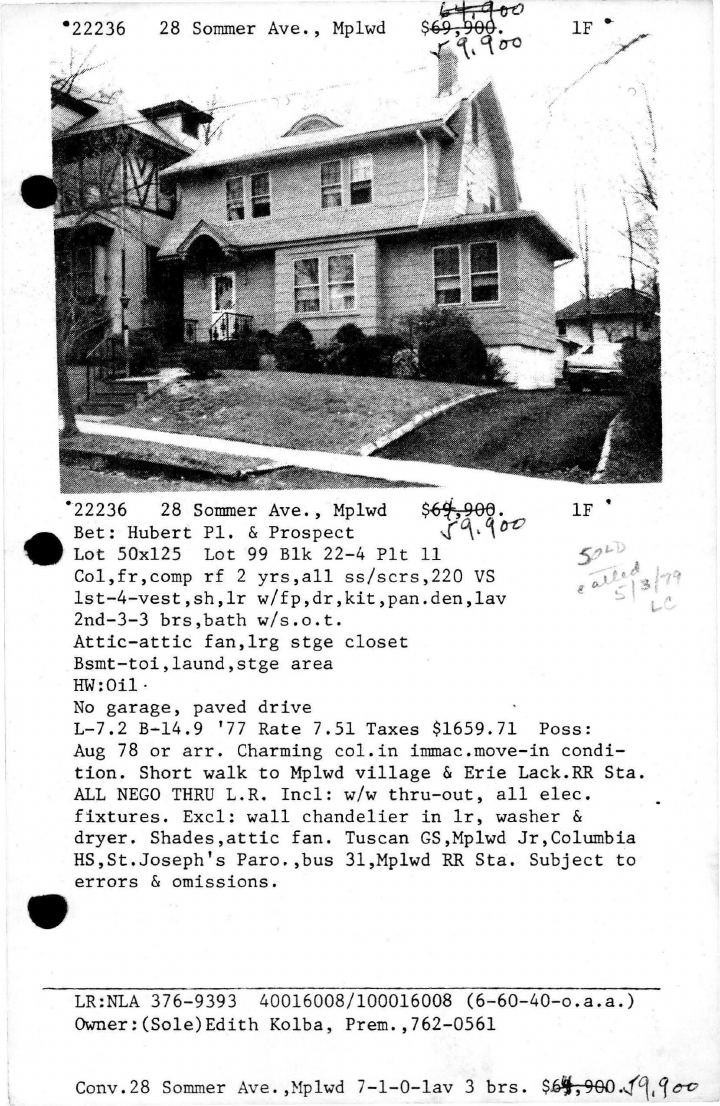 64,900
*22236 28 Sommer Ave., Mplwd $69,900. 1F
59,900
*22236 28 Sommer Ave., Mplwd $64,900. 1F
59,900
Bet: Hubert Pl. & Prospect
Lot 50x125 Lot 99 Blk 22-4 Plt 11
Col,fr,comp rf 2 yrs,all ss/scrs,220 VS
1st-4-vest,sh,lr w/fp,dr,kit,pan.den,lav
2nd-3-3 brs,bath w/s.o.t.
Attic-attic fan,lrg stge closet
Bsmt-toi,laund,stge area
HW:Oil.
No garage, paved drive
L-7.2 B-14.9 '77 Rate 7.51 Taxes $1659.71 Poss:
Aug 78 or arr. Charming col.in immac.move-in condi-
tion. Short walk to Mplwd village & Erie Lack.RR Sta.
ALL NEGO THRU L.R. Incl: w/w thru-out, all elec.
fixtures. Excl: wall chandelier in lr, washer &
dryer. Shades,attic fan. Tuscan GS,Mplwd Jr,Columbia
HS,St.Joseph's Paro.,bus 31,Mplwd RR Sta. Subject to
errors & omissions.
SOLD
called
5/3/79
LC
LR:NLA 376-9393 40016008/100016008 (6-60-40-o.a.a.)
Owner:(Sole)Edith Kolba, Prem.,762-0561
Conv.28 Sommer Ave.,Mplwd 7-1-0-1av 3 brs. $64,900. 59,900